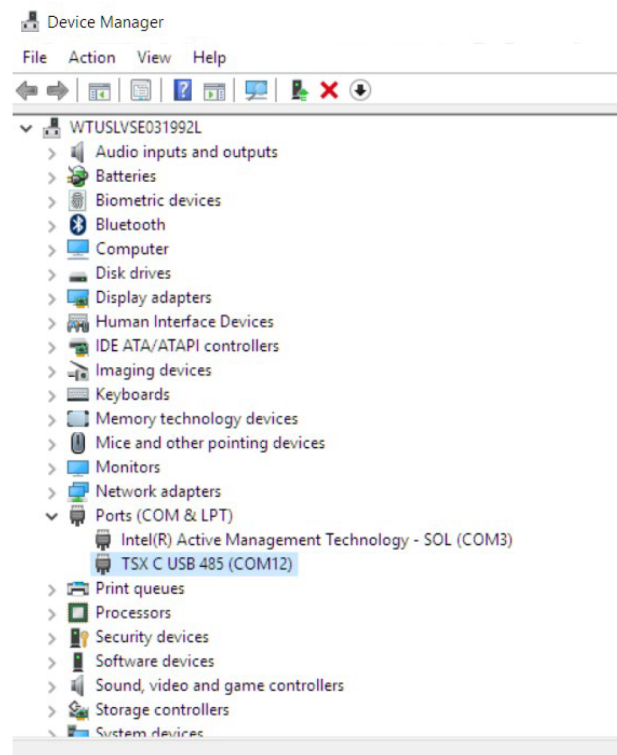 Device Manager
File Action View Help
WTUSLVSE031992L
Audio inputs and outputs
Batteries
Biometric devices
Bluetooth
Computer
Disk drives
Display adapters
Human Interface Devices
IDE ATA/ATAPI controllers
Imaging devices
Keyboards
Memory technology devices
Mice and other pointing devices
Monitors
Network adapters
Ports (COM & LPT)
Intel(R) Active Management Technology - SOL (COM3)
TSX C USB 485 (COM12)
Print queues
Processors
Security devices
Software devices
Sound, video and game controllers
Storage controllers
System devices